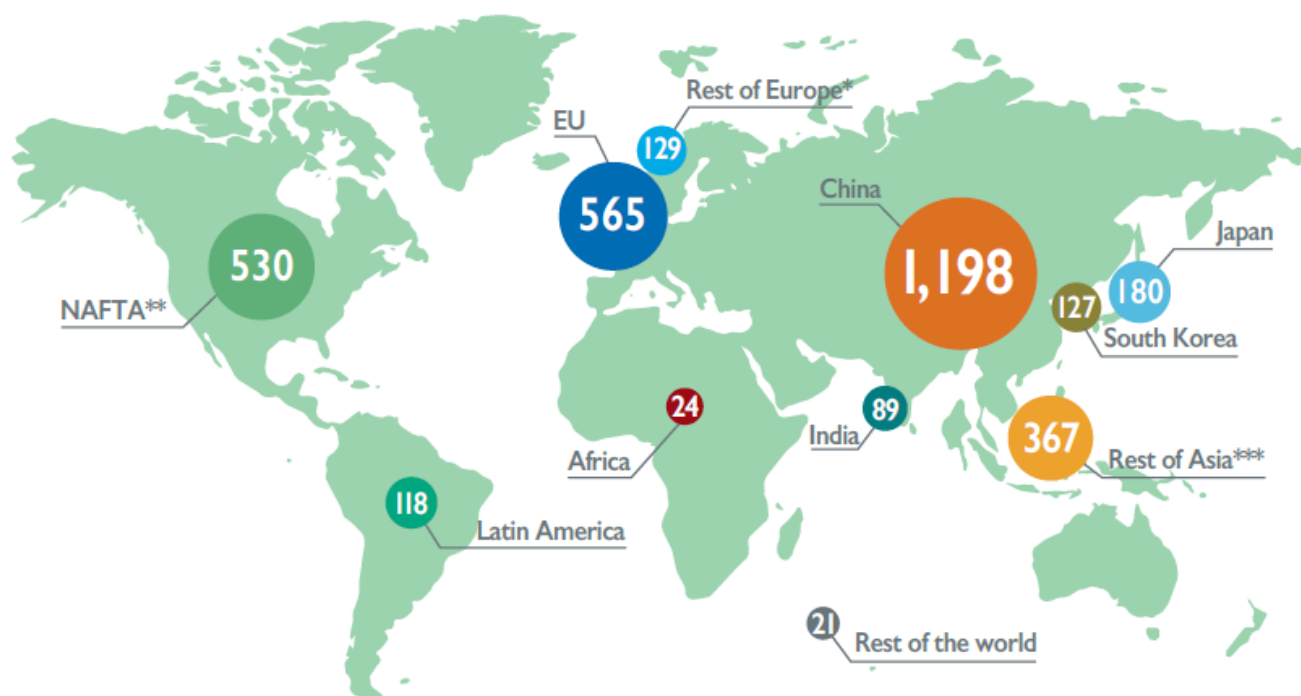 Rest of Europe*
129
EU
565
China
1,198
Japan
180
530
NAFTA**
127
South Korea
24
Africa
89
India
367
Rest of Asia***
118
Latin America
21
Rest of the world